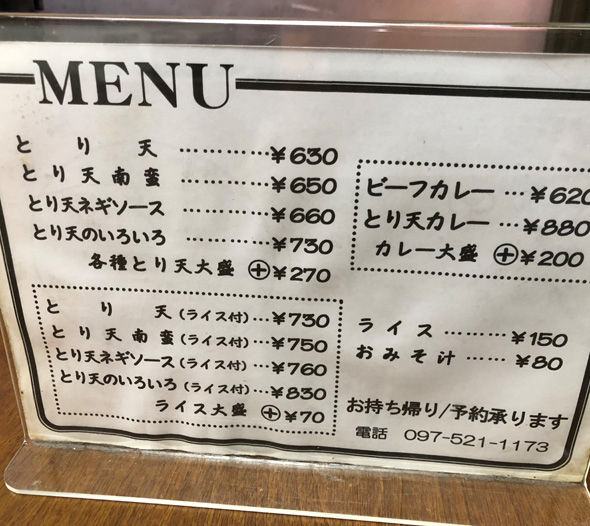 MENU
とり天 ……………¥630
とり天南蛮 …………¥650
とり天ネギソース …………¥660
とり天のいろいろ …………¥730
各種とり天大盛 ⊕¥270
とり天(ライス付)…¥730
とり天南蛮(ライス付)…¥750
とり天ネギソース(ライス付)…¥760
とり天のいろいろ(ライス付)…¥830
ライス大盛 ⊕¥70
ビーフカレー…¥620
とり天カレー…¥880
カレー大盛 ⊕¥200
ライス………¥150
おみそ汁……¥80
お持ち帰り/予約承ります
電話 097-521-1173